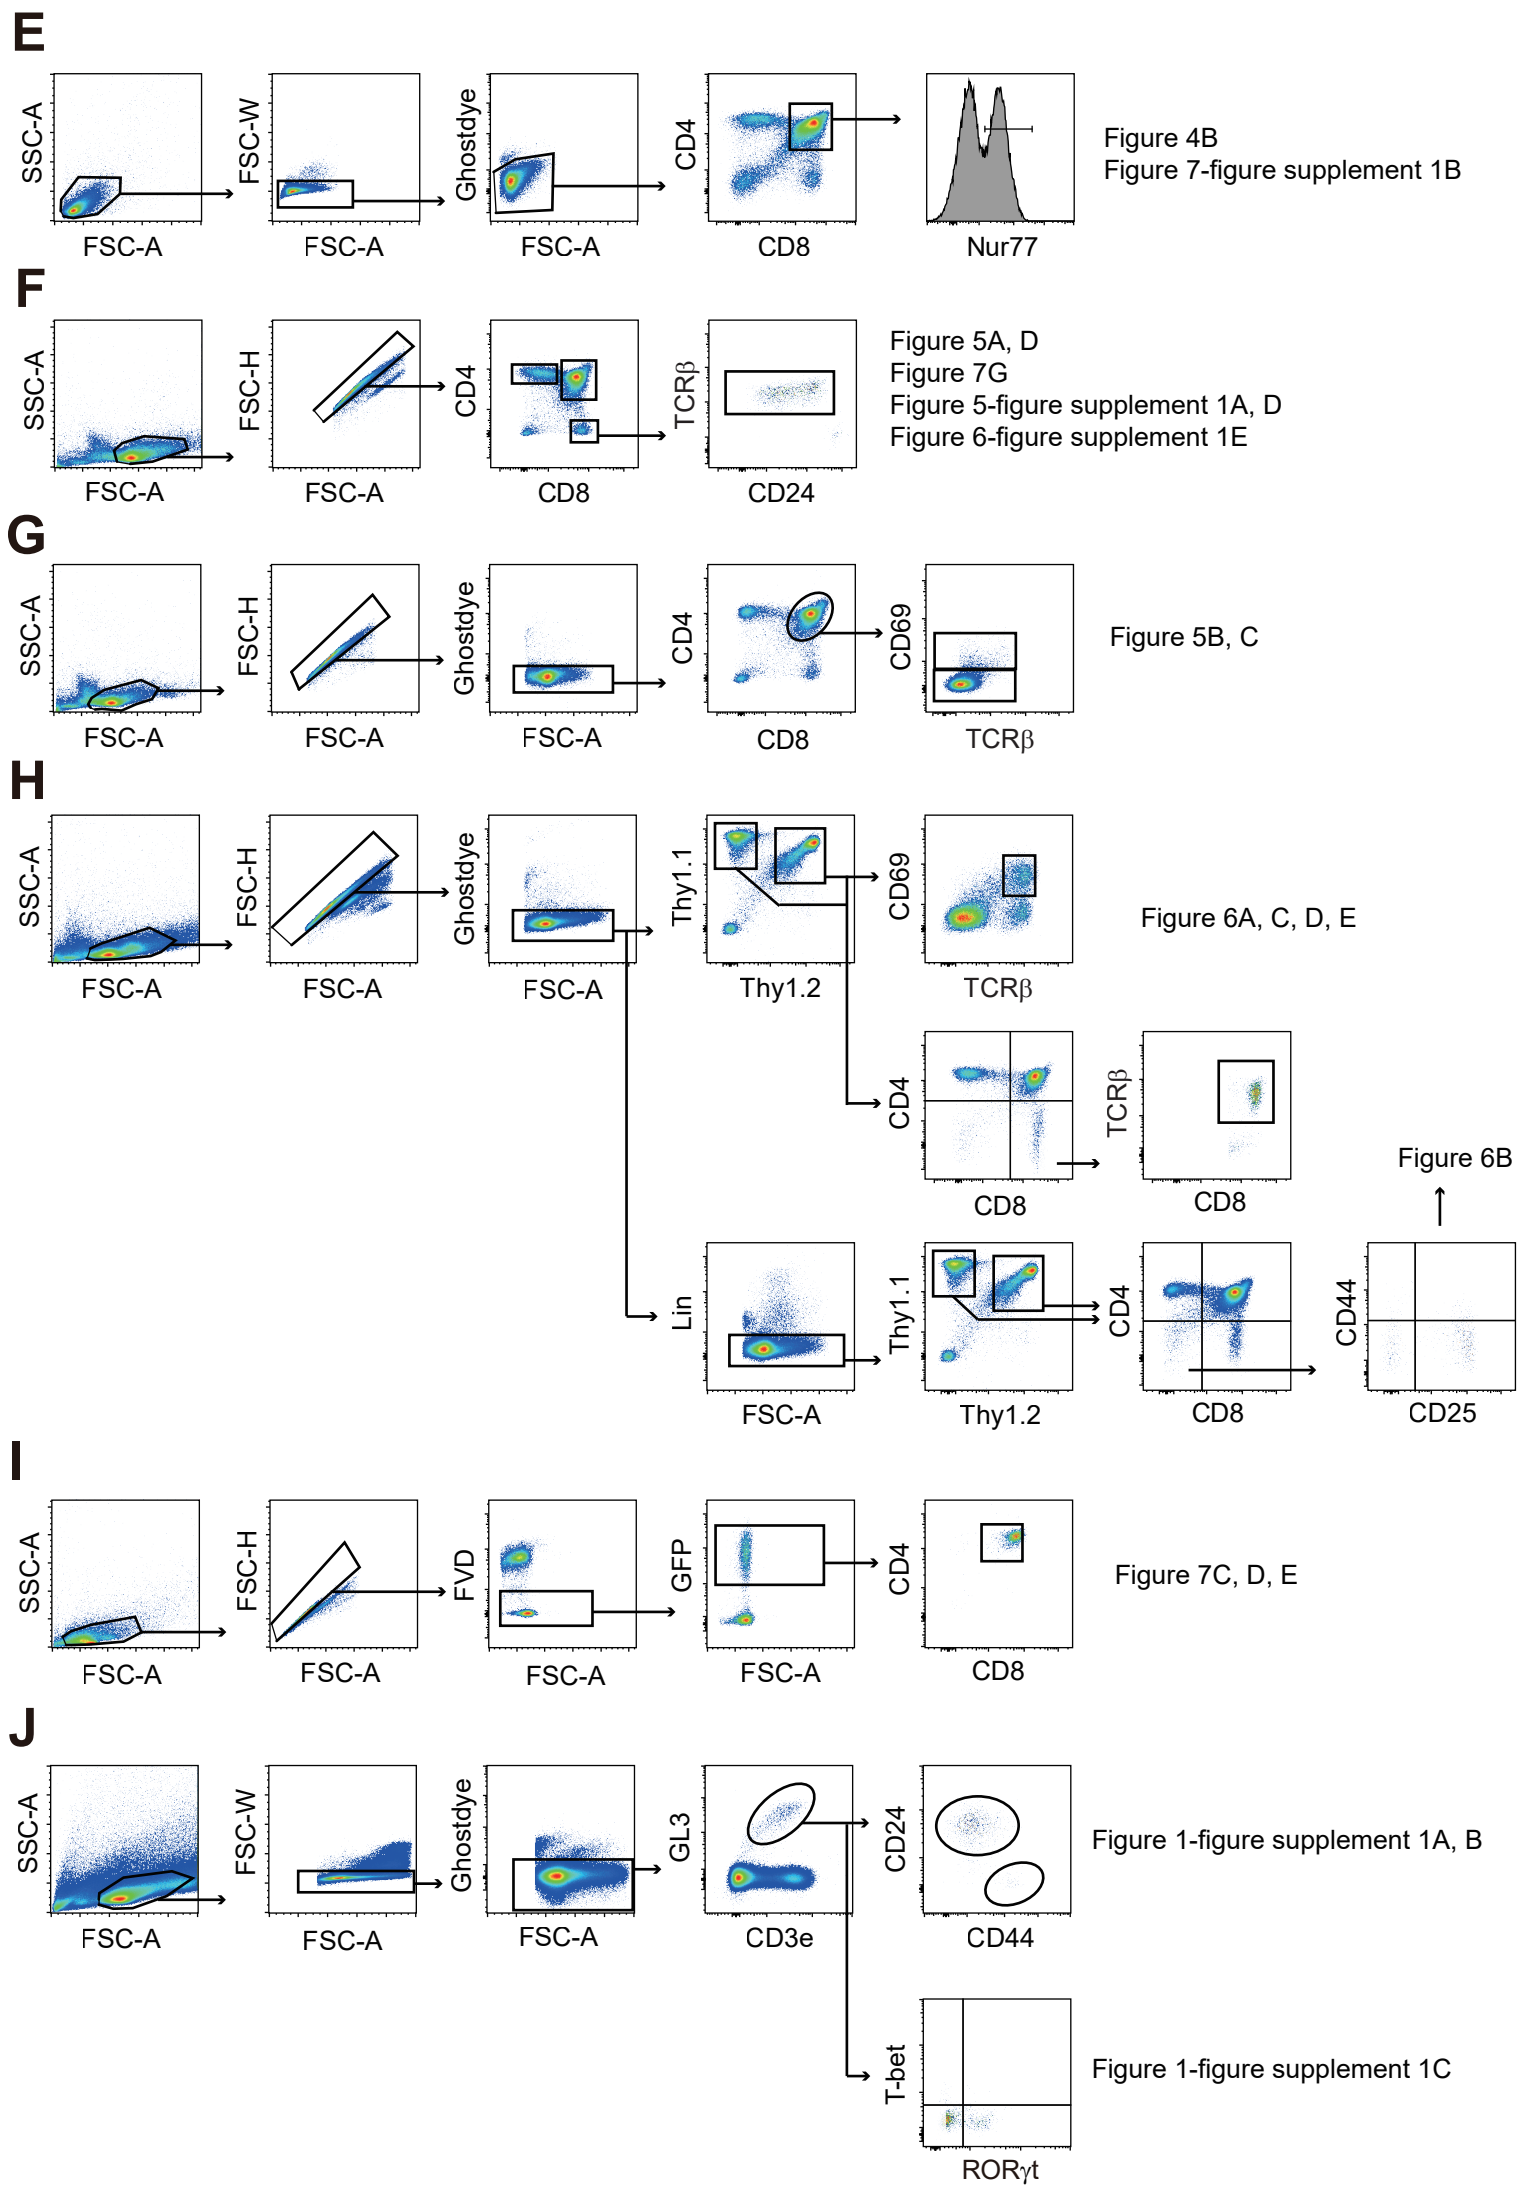 E
SSC-A
FSC-A
FSC-W
FSC-A
Ghostdye
FSC-A
CD4
CD8
Nur77
Figure 4B
Figure 7-figure supplement 1B
F
SSC-A
FSC-A
FSC-H
FSC-A
CD4
CD8
TCRβ
CD24
Figure 5A, D
Figure 7G
Figure 5-figure supplement 1A, D
Figure 6-figure supplement 1E
G
SSC-A
FSC-A
FSC-H
FSC-A
Ghostdye
FSC-A
CD4
CD8
CD69
TCRβ
Figure 5B, C
H
SSC-A
FSC-A
FSC-H
FSC-A
Ghostdye
FSC-A
Thy1.1
Thy1.2
CD69
TCRβ
Figure 6A, C, D, E
CD4
CD8
TCRβ
CD8
Figure 6B
Lin
FSC-A
Thy1.1
Thy1.2
CD4
CD8
CD44
CD25
I
SSC-A
FSC-A
FSC-H
FSC-A
FVD
FSC-A
GFP
FSC-A
CD4
CD8
Figure 7C, D, E
J
SSC-A
FSC-A
FSC-W
FSC-A
Ghostdye
FSC-A
GL3
CD3e
CD24
CD44
Figure 1-figure supplement 1A, B
T-bet
RORγt
Figure 1-figure supplement 1C